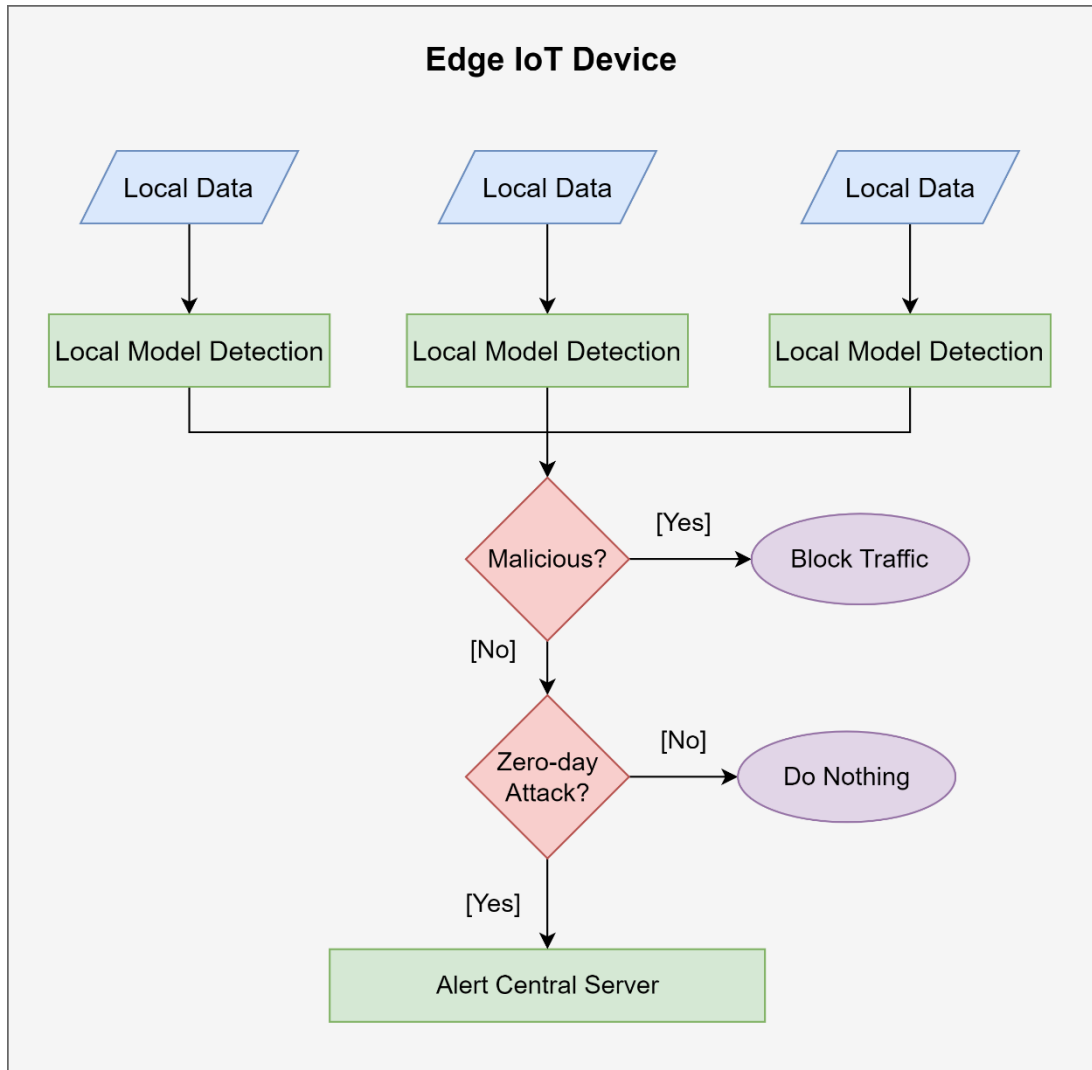 Edge IoT Device
Local Data
Local Data
Local Data
Local Model Detection
Local Model Detection
Local Model Detection
Malicious?
[Yes]
Block Traffic
[No]
Zero-day
Attack?
[No]
Do Nothing
[Yes]
Alert Central Server